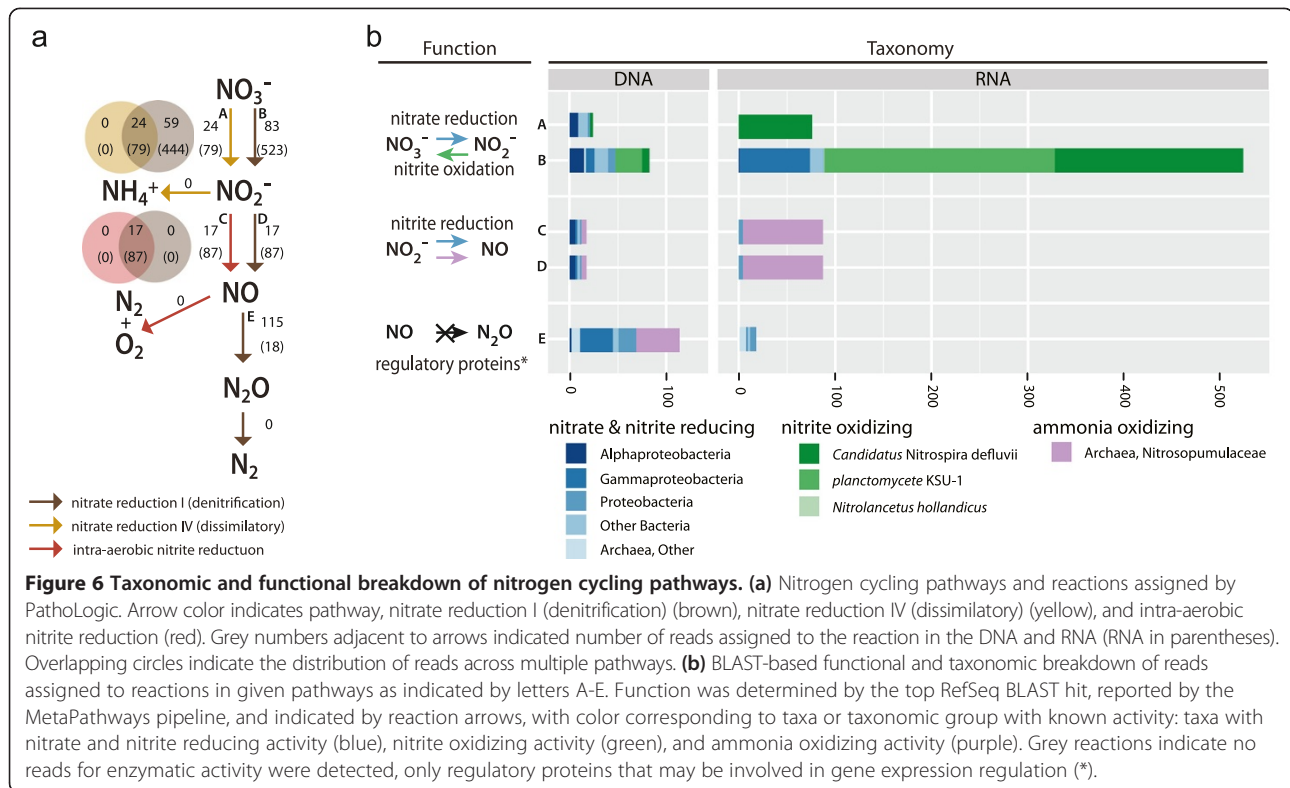 a
NO3-
A
B
0
24
59
24
83
(0)
(79)
(444)
(79)
(523)
NH4+
0
NO2-
C
D
0
17
0
17
17
(0)
(87)
(0)
(87)
(87)
N2
+
O2
0
NO
E
115
(18)
N2O
0
N2
nitrate reduction I (denitrification)
nitrate reduction IV (dissimilatory)
intra-aerobic nitrite reductuon
b
Function
Taxonomy
DNA
RNA
nitrate reduction
NO3- NO2-
nitrite oxidation
A
B
nitrite reduction
NO2- NO
C
D
NO N2O
regulatory proteins*
E
0
100
0
100
200
300
400
500
nitrate & nitrite reducing
Alphaproteobacteria
Gammaproteobacteria
Proteobacteria
Other Bacteria
Archaea, Other
nitrite oxidizing
Candidatus Nitrospira defluvii
planctomycete KSU-1
Nitrolancetus hollandicus
ammonia oxidizing
Archaea, Nitrosopumulaceae
Figure 6 Taxonomic and functional breakdown of nitrogen cycling pathways. (a) Nitrogen cycling pathways and reactions assigned by
PathoLogic. Arrow color indicates pathway, nitrate reduction I (denitrification) (brown), nitrate reduction IV (dissimilatory) (yellow), and intra-aerobic
nitrite reduction (red). Grey numbers adjacent to arrows indicated number of reads assigned to the reaction in the DNA and RNA (RNA in parentheses).
Overlapping circles indicate the distribution of reads across multiple pathways. (b) BLAST-based functional and taxonomic breakdown of reads
assigned to reactions in given pathways as indicated by letters A-E. Function was determined by the top RefSeq BLAST hit, reported by the
MetaPathways pipeline, and indicated by reaction arrows, with color corresponding to taxa or taxonomic group with known activity: taxa with
nitrate and nitrite reducing activity (blue), nitrite oxidizing activity (green), and ammonia oxidizing activity (purple). Grey reactions indicate no
reads for enzymatic activity were detected, only regulatory proteins that may be involved in gene expression regulation (*).